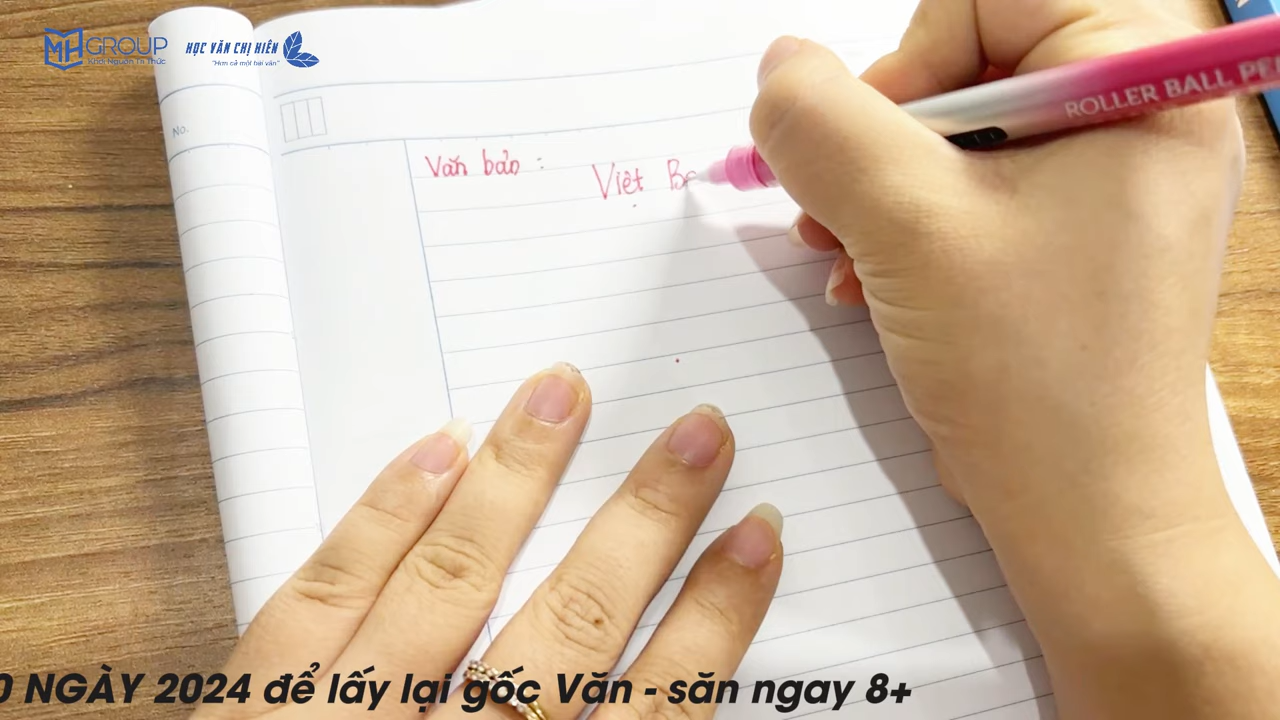 MH GROUP
Khơi Nguồn Tri Thức
HỌC VĂN CHỊ HIÊN
"Hơn cả một bài văn"
No.
ROLLER BALL PE
Văn bản :
Việt B
0 NGÀY 2024 để lấy lại gốc Văn - săn ngay 8+